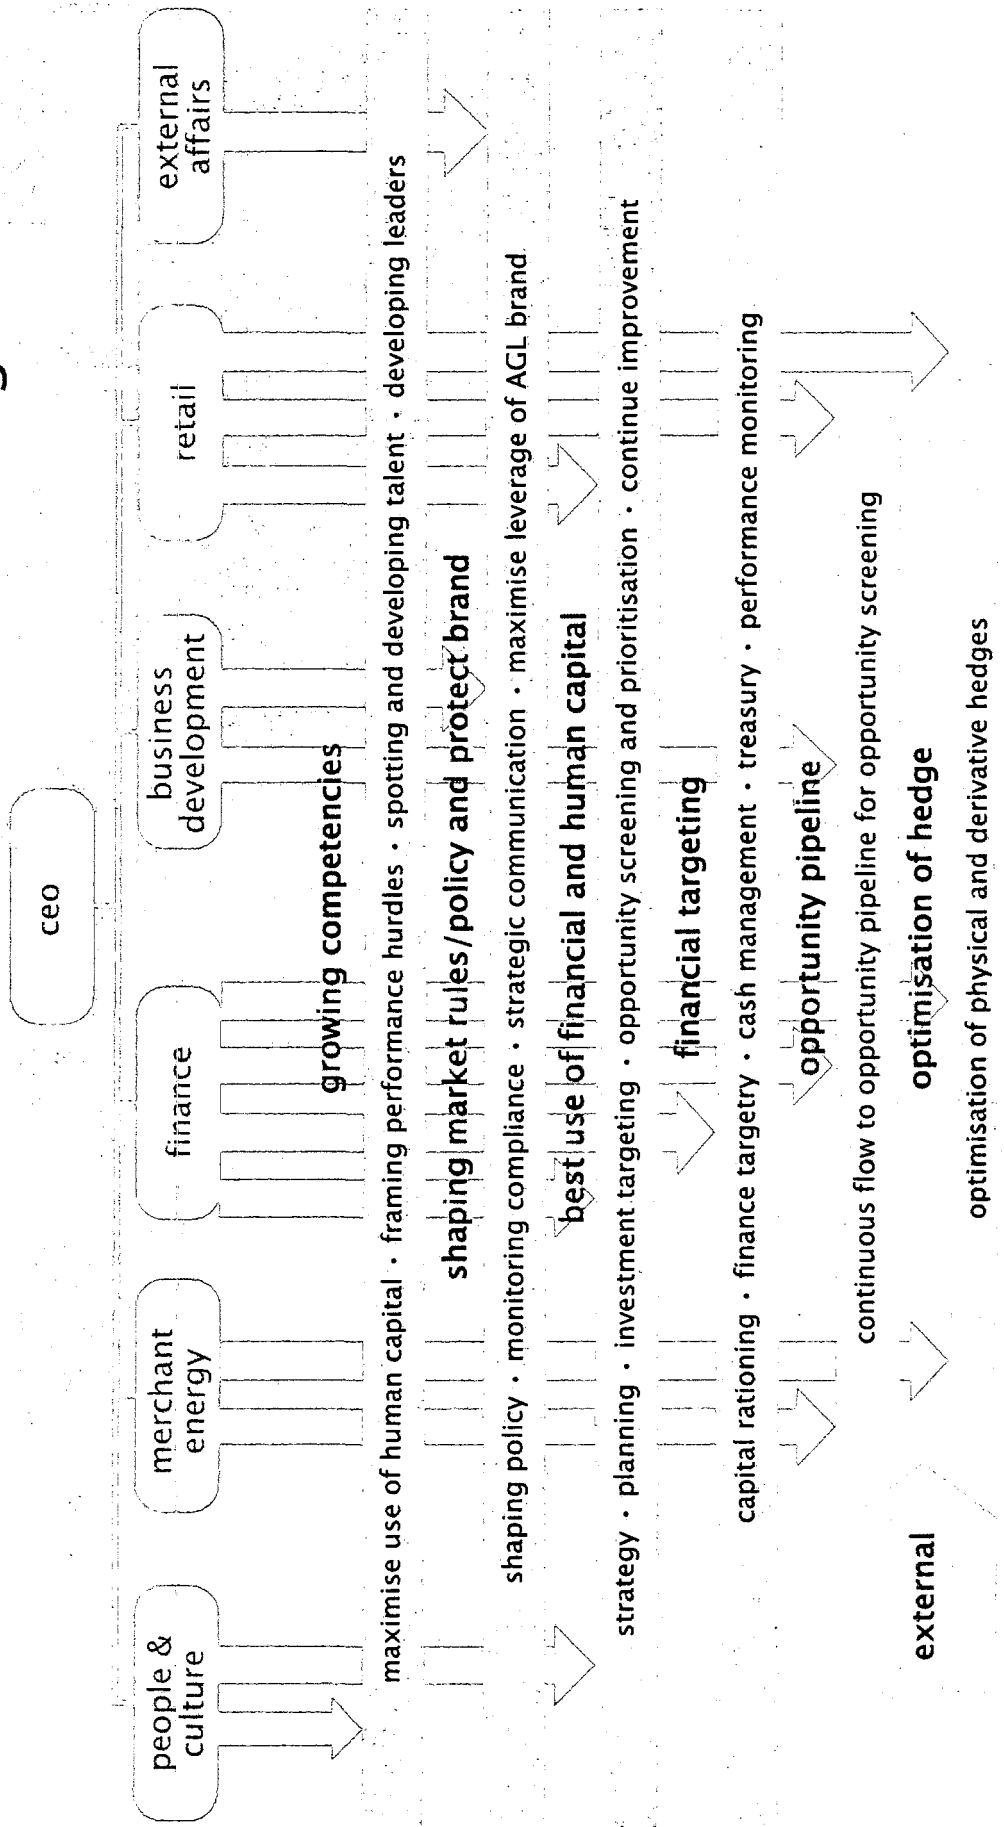 ceo
people &
culture
merchant
energy
finance
business
development
retail
external
affairs
growing competencies
maximise use of human capital · framing performance hurdles · spotting and developing talent · developing leaders
shaping market rules/policy and protect brand
shaping policy · monitoring compliance · strategic communication · maximise leverage of AGL brand
best use of financial and human capital
strategy · planning · investment targeting · opportunity screening and prioritisation · continue improvement
financial targeting
capital rationing · finance targetry · cash management · treasury · performance monitoring
opportunity pipeline
continuous flow to opportunity pipeline for opportunity screening
optimisation of hedge
optimisation of physical and derivative hedges
external